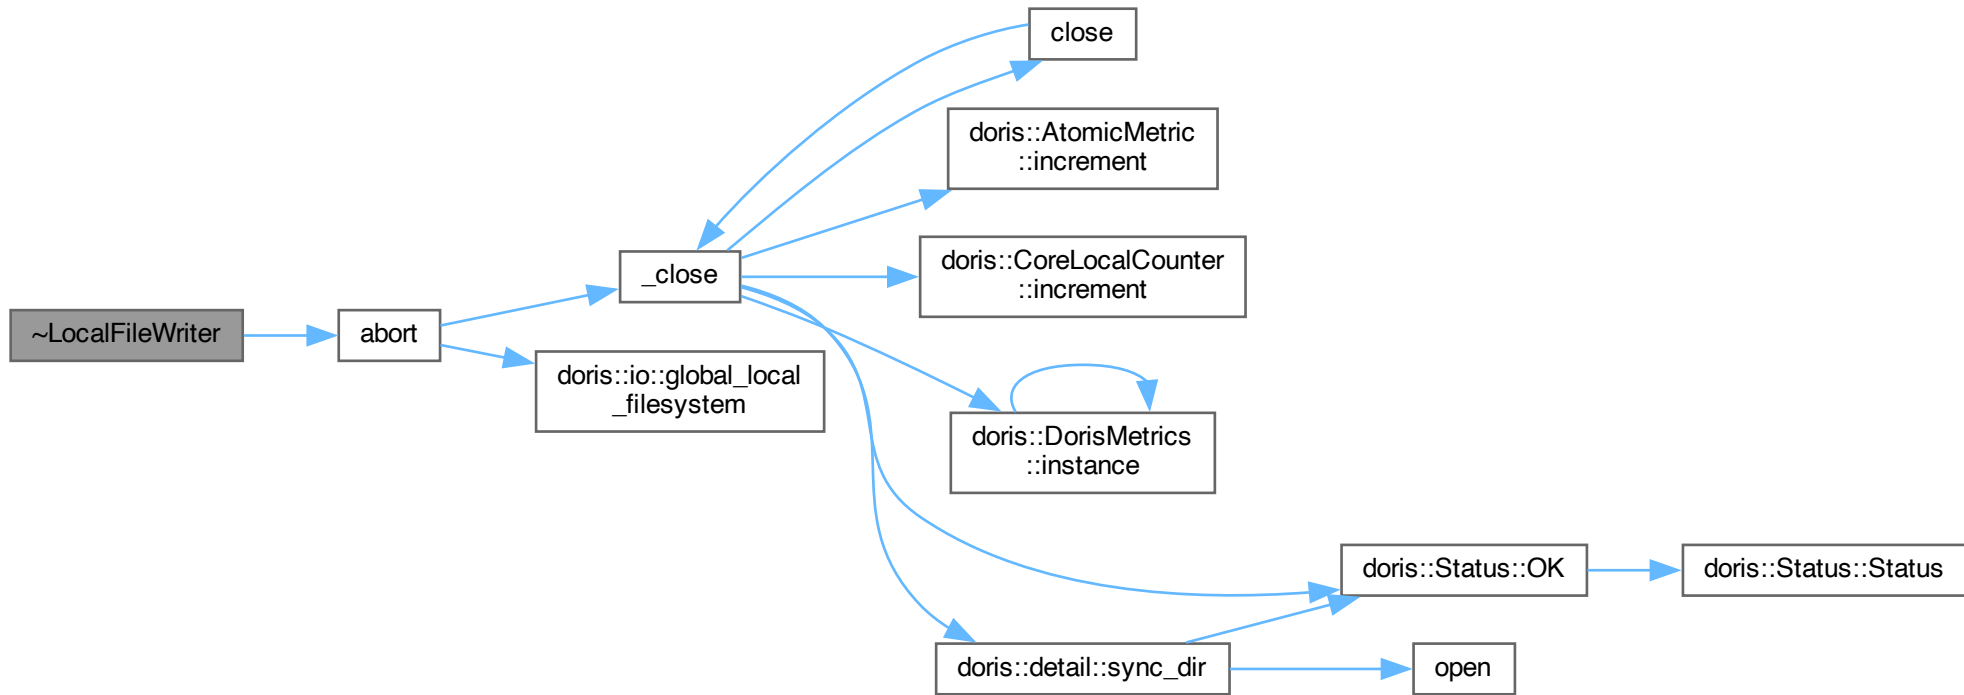 close
doris::AtomicMetric
::increment
_close
doris::CoreLocalCounter
::increment
~LocalFileWriter
abort
doris::io::global_local
_filesystem
doris::DorisMetrics
::instance
doris::Status::OK
doris::Status::Status
doris::detail::sync_dir
open